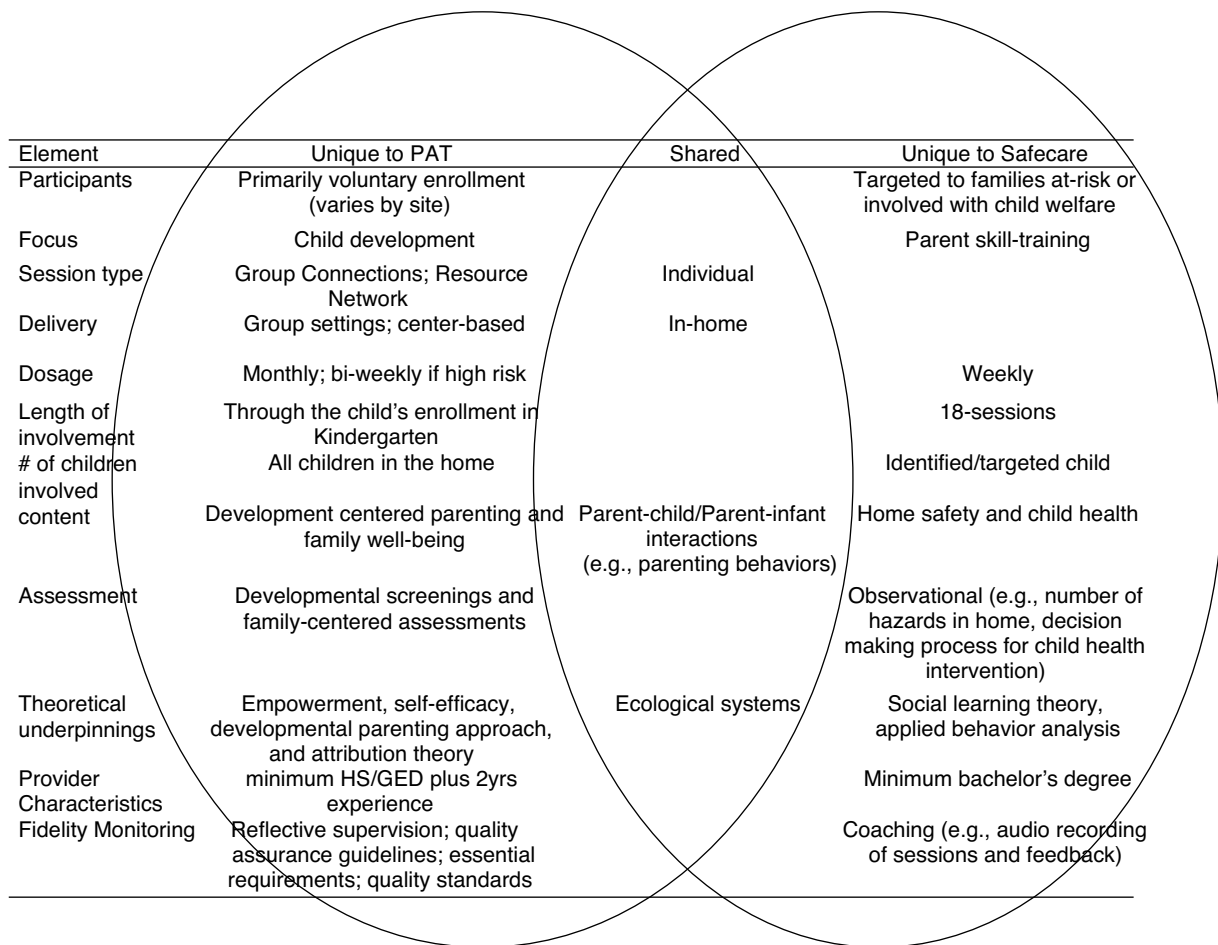 Element Unique to PAT Shared Unique to Safecare
Participants Primarily voluntary enrollment Targeted to families at-risk or
(varies by site) involved with child welfare
Focus Child development Parent skill-training
Session type Group Connections; Resource Individual
Network
Delivery Group settings; center-based In-home
Dosage Monthly; bi-weekly if high risk Weekly
Length of Through the child’s enrollment in 18-sessions
involvement Kindergarten
# of children All children in the home Identified/targeted child
involved
content Development centered parenting and Parent-child/Parent-infant Home safety and child health
family well-being interactions
(e.g., parenting behaviors)
Assessment Developmental screenings and Observational (e.g., number of
family-centered assessments hazards in home, decision
making process for child health
intervention)
Theoretical Empowerment, self-efficacy, Ecological systems Social learning theory,
underpinnings developmental parenting approach, applied behavior analysis
and attribution theory
Provider minimum HS/GED plus 2yrs Minimum bachelor’s degree
Characteristics experience
Fidelity Monitoring Reflective supervision; quality Coaching (e.g., audio recording
assurance guidelines; essential of sessions and feedback)
requirements; quality standards